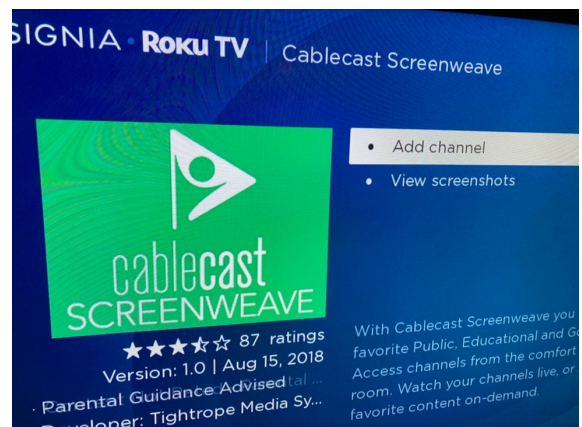 SIGNIA • ROKU TV | Cablecast Screenweave
cablecast
SCREENWEAVE
87 ratings
Version: 1.0 | Aug 15, 2018
Parental Guidance Advised
Developer: Tightrope Media Sy...
• Add channel
• View screenshots
With Cablecast Screenweave you
favorite Public, Educational and Go
Access channels from the comfort
room. Watch your channels live, or
favorite content on-demand.